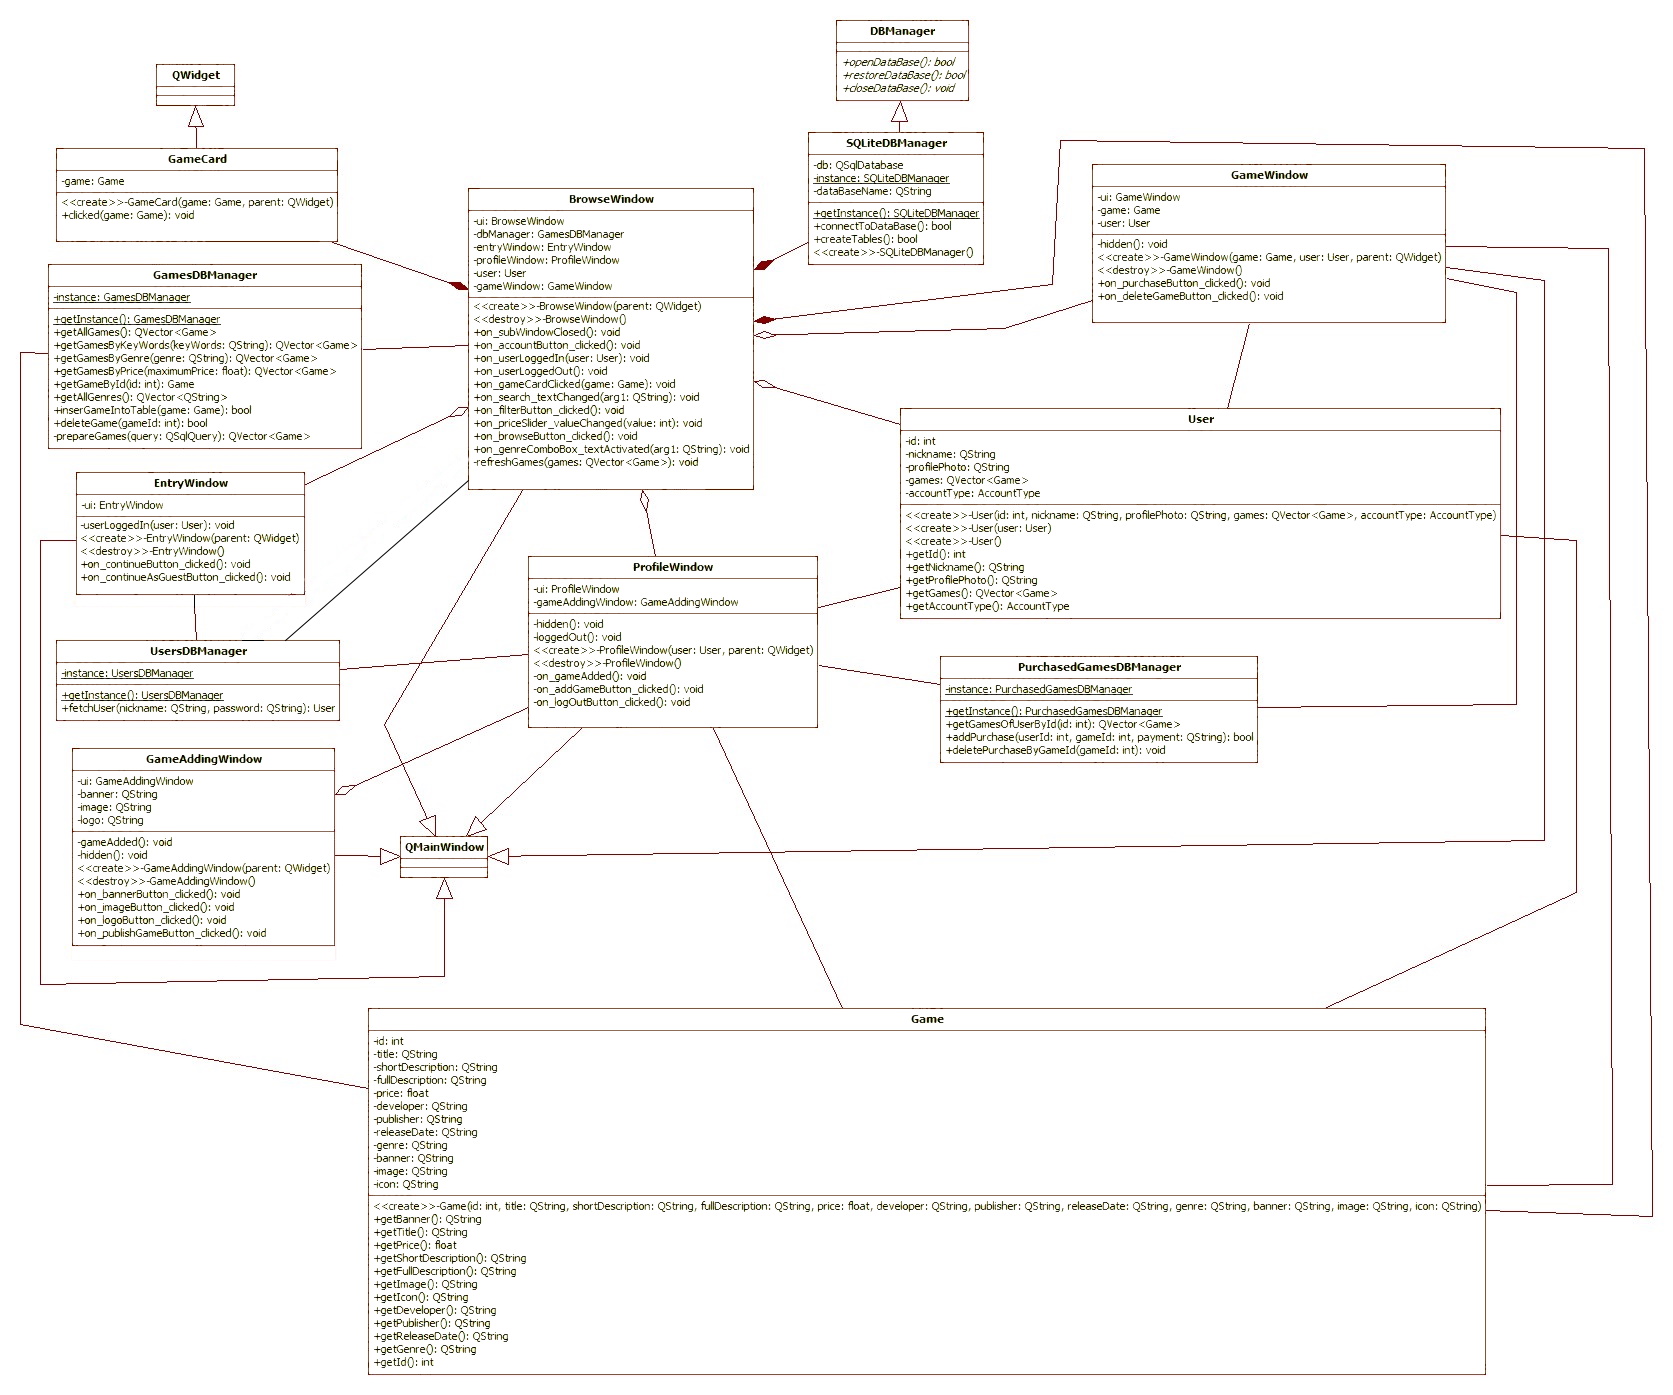 DBManager
+openDataBase(): bool
+restoreDataBase(): bool
+closeDataBase(): void
QWidget
GameCard
-game: Game
<<create>>-GameCard(game: Game, parent: QWidget)
+clicked(game: Game): void
SQLiteDBManager
-db: QSqlDatabase
-instance: SQLiteDBManager
-dataBaseName: QString
+getInstance(): SQLiteDBManager
+connectToDataBase(): bool
+createTables(): bool
<<create>>-SQLiteDBManager()
GameWindow
-ui: GameWindow
-game: Game
-user: User
-hidden(): void
<<create>>-GameWindow(game: Game, user: User, parent: QWidget)
<<destroy>>-GameWindow()
+on_purchaseButton_clicked(): void
+on_deleteGameButton_clicked(): void
BrowseWindow
-ui: BrowseWindow
-dbManager: GamesDBManager
-entryWindow: EntryWindow
-profileWindow: ProfileWindow
-user: User
-gameWindow: GameWindow
<<create>>-BrowseWindow(parent: QWidget)
<<destroy>>-BrowseWindow()
+on_subWindowClosed(): void
+on_accountButton_clicked(): void
+on_userLoggedIn(user: User): void
+on_userLoggedOut(): void
+on_gameCardClicked(game: Game): void
+on_search_textChanged(arg1: QString): void
+on_filterButton_clicked(): void
+on_priceSlider_valueChanged(value: int): void
+on_browseButton_clicked(): void
+on_genreComboBox_textActivated(arg1: QString): void
-refreshGames(games: QVector<Game>): void
GamesDBManager
-instance: GamesDBManager
+getInstance(): GamesDBManager
+getAllGames(): QVector<Game>
+getGamesByKeyWords(keyWords: QString): QVector<Game>
+getGamesByGenre(genre: QString): QVector<Game>
+getGamesByPrice(maximumPrice: float): QVector<Game>
+getGameById(id: int): Game
+getAllGenres(): QVector<QString>
+inserGameIntoTable(game: Game): bool
+deleteGame(gameId: int): bool
-prepareGames(query: QSqlQuery): QVector<Game>
User
-id: int
-nickname: QString
-profilePhoto: QString
-games: QVector<Game>
-accountType: AccountType
<<create>>-User(id: int, nickname: QString, profilePhoto: QString, games: QVector<Game>, accountType: AccountType)
<<create>>-User(user: User)
<<create>>-User()
+getId(): int
+getNickname(): QString
+getProfilePhoto(): QString
+getGames(): QVector<Game>
+getAccountType(): AccountType
EntryWindow
-ui: EntryWindow
-userLoggedIn(user: User): void
<<create>>-EntryWindow(parent: QWidget)
<<destroy>>-EntryWindow()
+on_continueButton_clicked(): void
+on_continueAsGuestButton_clicked(): void
ProfileWindow
-ui: ProfileWindow
-gameAddingWindow: GameAddingWindow
-hidden(): void
-loggedOut(): void
<<create>>-ProfileWindow(user: User, parent: QWidget)
<<destroy>>-ProfileWindow()
-on_gameAdded(): void
-on_addGameButton_clicked(): void
-on_logOutButton_clicked(): void
UsersDBManager
-instance: UsersDBManager
+getInstance(): UsersDBManager
+fetchUser(nickname: QString, password: QString): User
PurchasedGamesDBManager
-instance: PurchasedGamesDBManager
+getInstance(): PurchasedGamesDBManager
+getGamesOfUserById(id: int): QVector<Game>
+addPurchase(userId: int, gameId: int, payment: QString): bool
+deletePurchaseByGameId(gameId: int): void
GameAddingWindow
-ui: GameAddingWindow
-banner: QString
-image: QString
-logo: QString
-gameAdded(): void
-hidden(): void
<<create>>-GameAddingWindow(parent: QWidget)
<<destroy>>-GameAddingWindow()
+on_bannerButton_clicked(): void
+on_imageButton_clicked(): void
+on_logoButton_clicked(): void
+on_publishGameButton_clicked(): void
QMainWindow
Game
-id: int
-title: QString
-shortDescription: QString
-fullDescription: QString
-price: float
-developer: QString
-publisher: QString
-releaseDate: QString
-genre: QString
-banner: QString
-image: QString
-icon: QString
<<create>>-Game(id: int, title: QString, shortDescription: QString, fullDescription: QString, price: float, developer: QString, publisher: QString, releaseDate: QString, genre: QString, banner: QString, image: QString, icon: QString)
+getBanner(): QString
+getTitle(): QString
+getPrice(): float
+getShortDescription(): QString
+getFullDescription(): QString
+getImage(): QString
+getIcon(): QString
+getDeveloper(): QString
+getPublisher(): QString
+getReleaseDate(): QString
+getGenre(): QString
+getId(): int